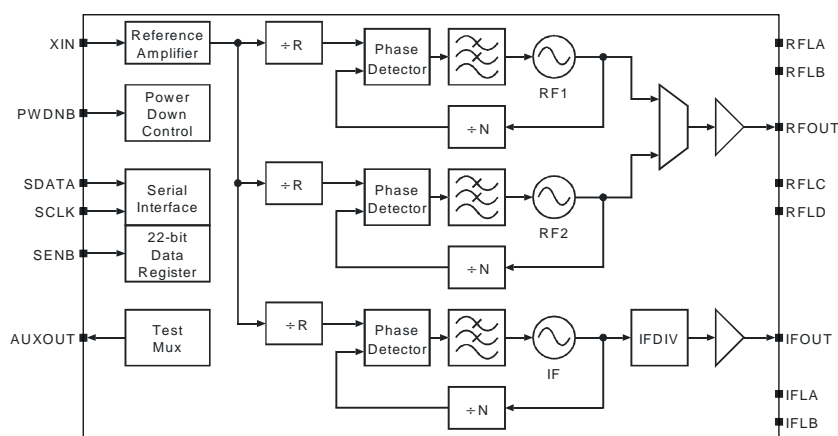 XIN
Reference
Amplifier
÷R
Phase
Detector
RF1
÷N
RFLA
RFLB
PWDNB
Power
Down
Control
RFOUT
SDATA
SCLK
Serial
Interface
÷R
Phase
Detector
RF2
÷N
RFLC
RFLD
SENB
22-bit
Data
Register
AUXOUT
Test
Mux
÷R
Phase
Detector
IF
÷N
IFDIV
IFOUT
IFLA
IFLB